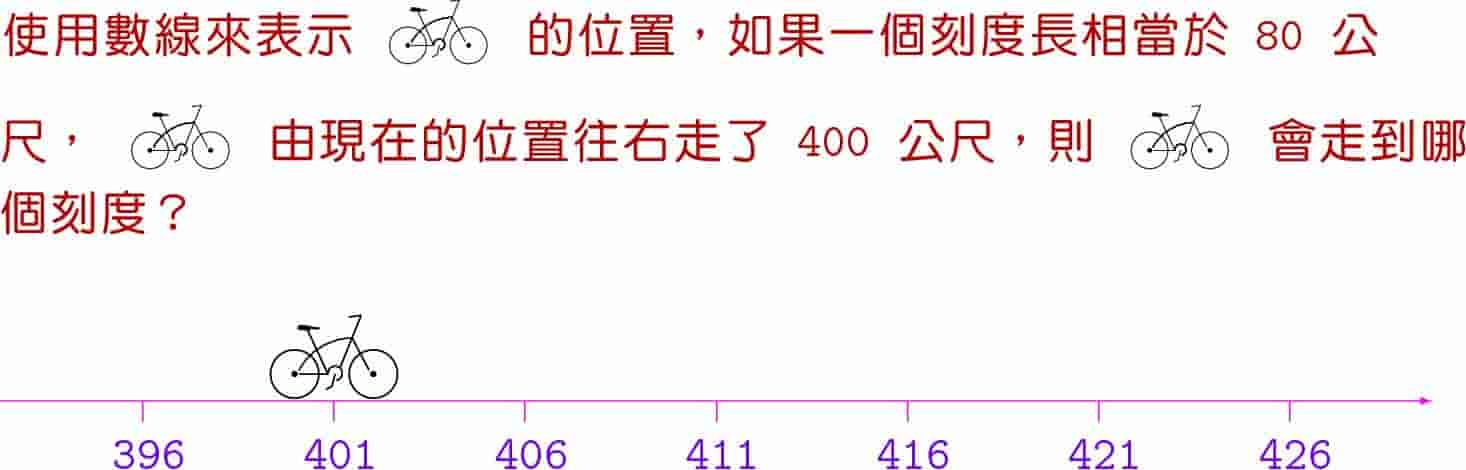 使用數線來表示 的位置，如果一個刻度長相當於 80 公
尺， 由現在的位置往右走了 400 公尺，則 會走到哪
個刻度？
396 401 406 411 416 421 426